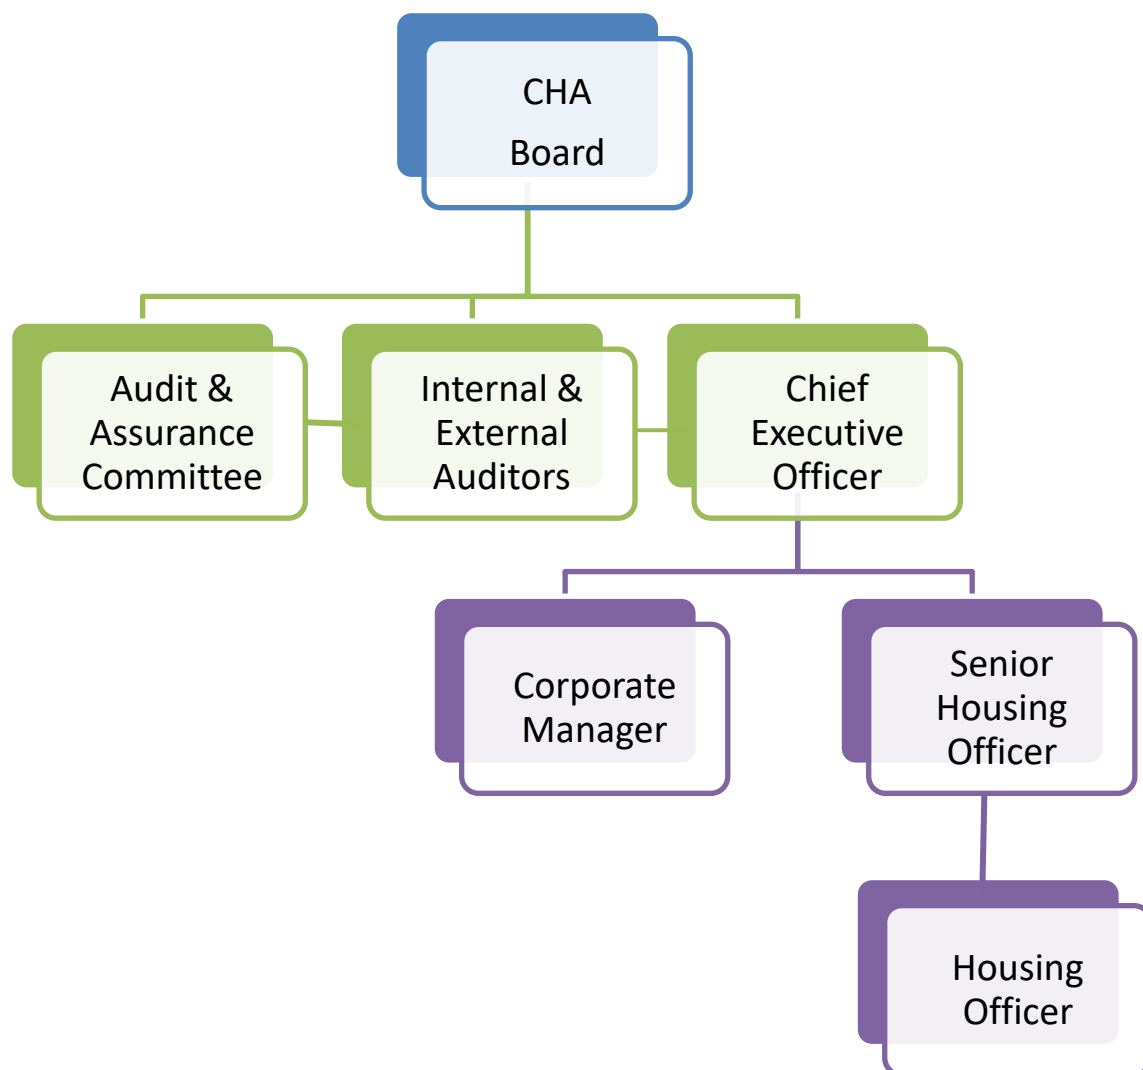 CHA
Board
Audit &
Assurance
Committee
Internal &
External
Auditors
Chief
Executive
Officer
Corporate
Manager
Senior
Housing
Officer
Housing
Officer